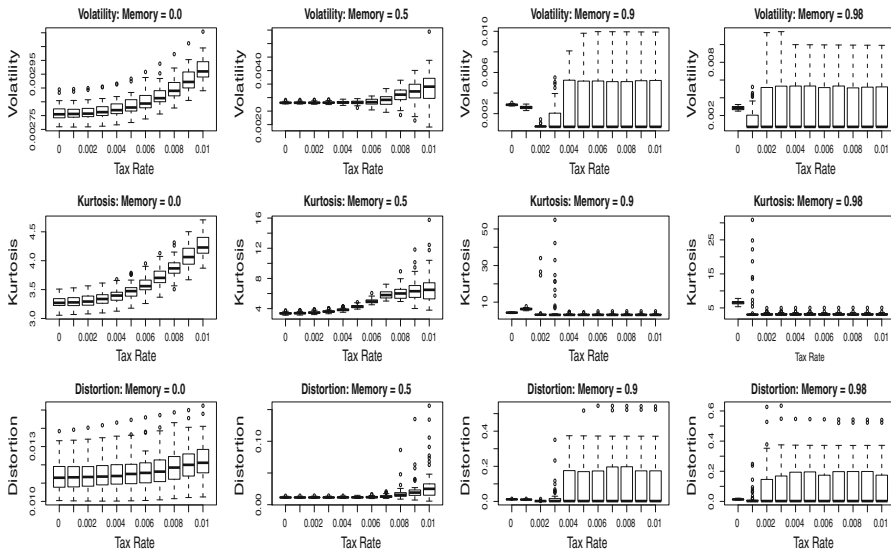 Volatility: Memory = 0.0
Volatility
0.00275
0.00295
0
0.002
0.004
0.006
0.008
0.01
Tax Rate
Volatility: Memory = 0.5
Volatility
0.0020
0.0040
0
0.002
0.004
0.006
0.008
0.01
Tax Rate
Volatility: Memory = 0.9
Volatility
0.002
0.006
0.010
0
0.002
0.004
0.006
0.008
0.01
Tax Rate
Volatility: Memory = 0.98
Volatility
0.002
0.008
0
0.002
0.004
0.006
0.008
0.01
Tax Rate
Kurtosis: Memory = 0.0
Kurtosis
3.0
3.5
4.5
0
0.002
0.004
0.006
0.008
0.01
Tax Rate
Kurtosis: Memory = 0.5
Kurtosis
4
8
12
16
0
0.002
0.004
0.006
0.008
0.01
Tax Rate
Kurtosis: Memory = 0.9
Kurtosis
10
30
50
0
0.002
0.004
0.006
0.008
0.01
Tax Rate
Kurtosis: Memory = 0.98
Kurtosis
5
15
25
0
0.002
0.004
0.006
0.008
0.01
Tax Rate
Distortion: Memory = 0.0
Distortion
0.010
0.013
0
0.002
0.004
0.006
0.008
0.01
Tax Rate
Distortion: Memory = 0.5
Distortion
0.00
0.10
0
0.002
0.004
0.006
0.008
0.01
Tax Rate
Distortion: Memory = 0.9
Distortion
0.0
0.2
0.4
0
0.002
0.004
0.006
0.008
0.01
Tax Rate
Distortion: Memory = 0.98
Distortion
0.0
0.2
0.4
0.6
0
0.002
0.004
0.006
0.008
0.01
Tax Rate